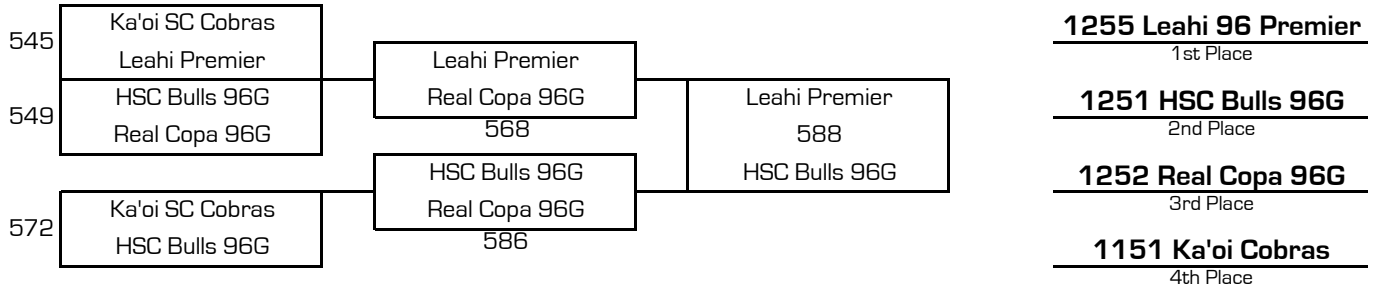 545
Ka'oi SC Cobras
Leahi Premier
549
HSC Bulls 96G
Real Copa 96G
Leahi Premier
Real Copa 96G
568
572
Ka'oi SC Cobras
HSC Bulls 96G
HSC Bulls 96G
Real Copa 96G
586
Leahi Premier
588
HSC Bulls 96G
1255 Leahi 96 Premier
1st Place
1251 HSC Bulls 96G
2nd Place
1252 Real Copa 96G
3rd Place
1151 Ka'oi Cobras
4th Place